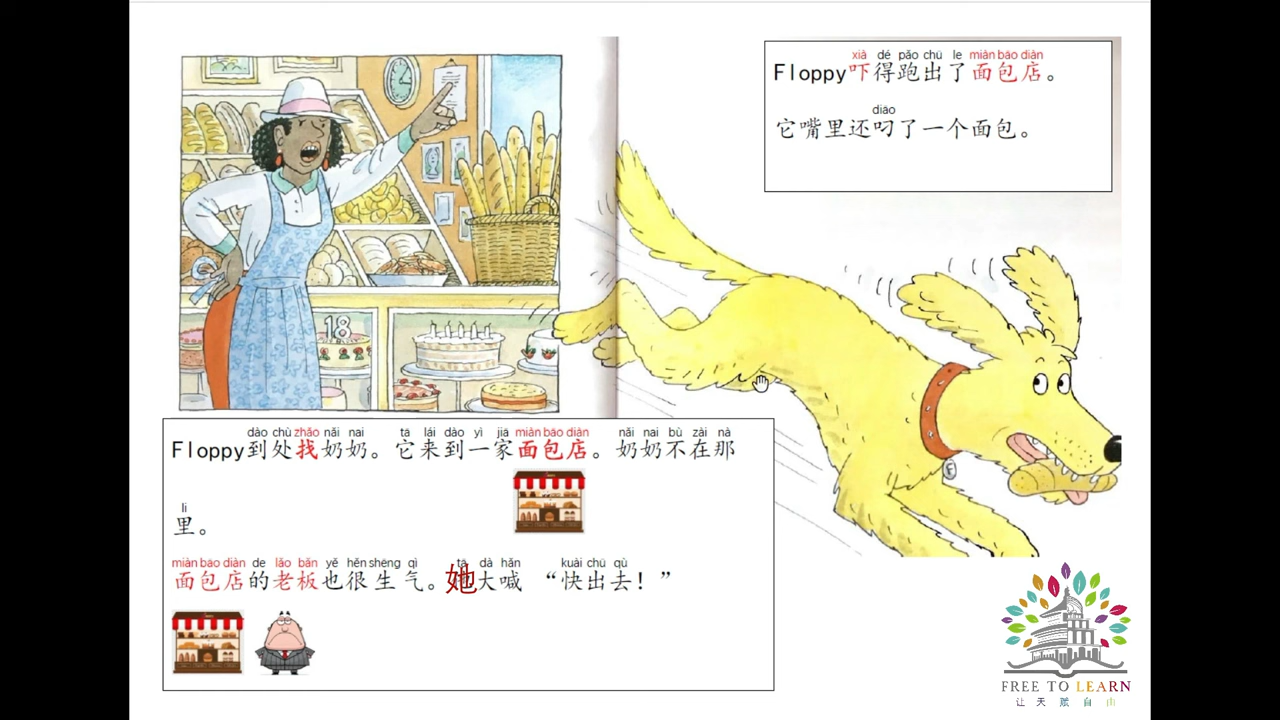 xià dé pǎo chū le miàn bāo diàn
Floppy吓得跑出了面包店。
diāo
它嘴里还叼了一个面包。
18
F
dào chù zhǎo nǎi nai tā lái dào yì jiā miàn bāo diàn nǎi nai bù zài nà
Floppy到处找奶奶。它来到一家面包店。奶奶不在那
li
里。
miàn bāo diàn de lǎo bǎn yě hěn shēng qì tā dà hǎn kuài chū qù
面包店的老板也很生气。她大喊 “快出去！”
FREE TO LEARN
让天赋自由